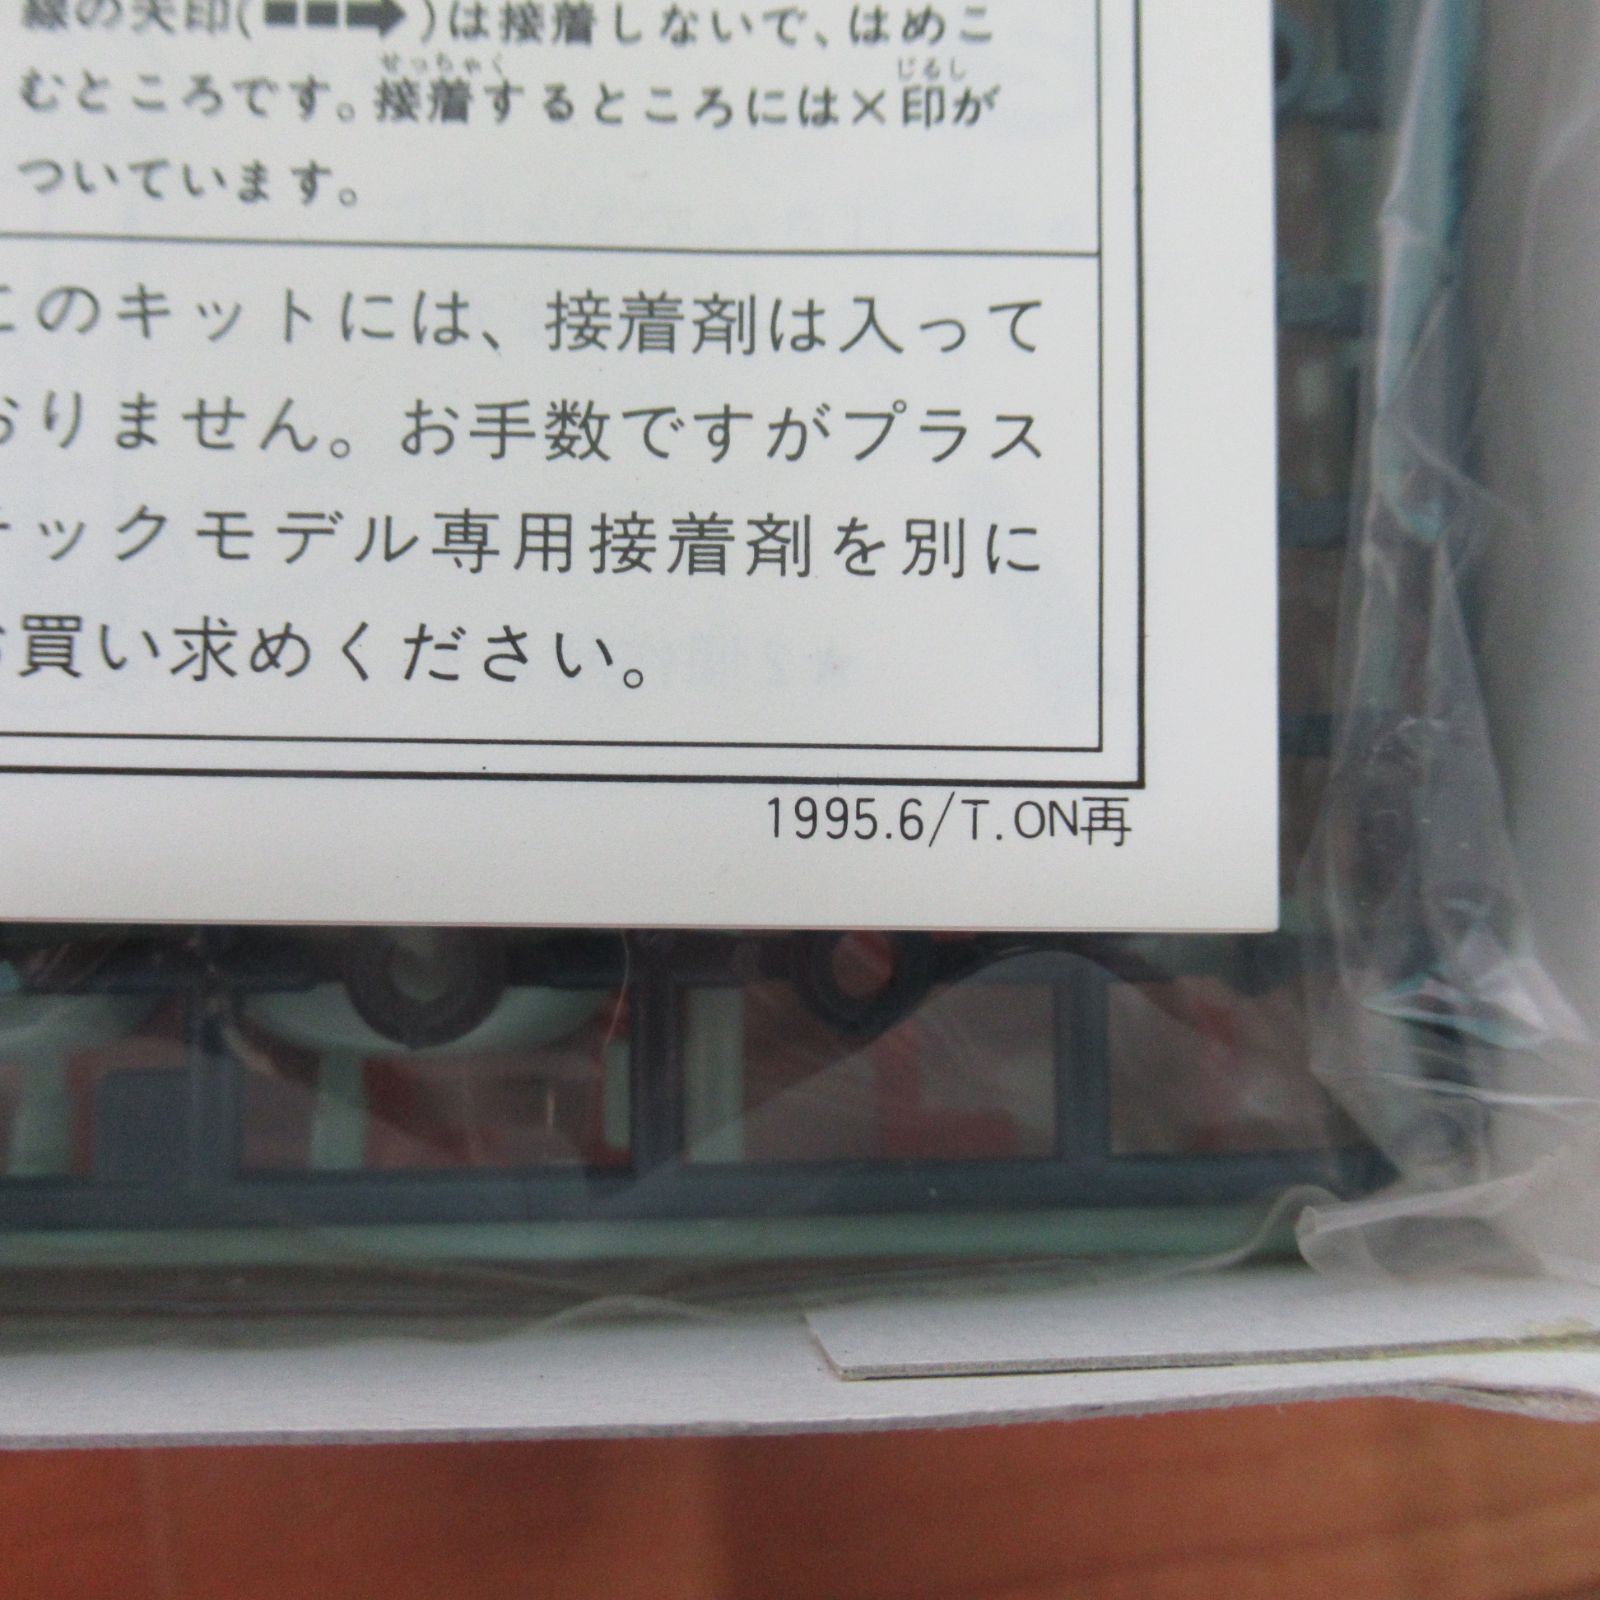 線の矢印(■■■➡)は接着しないで、はめこ
むところです。接着するところには×印が
ついています。
このキットには、接着剤は入って
おりません。お手数ですがプラス
チックモデル専用接着剤を別に
お買い求めください。
1995.6/T.ON再